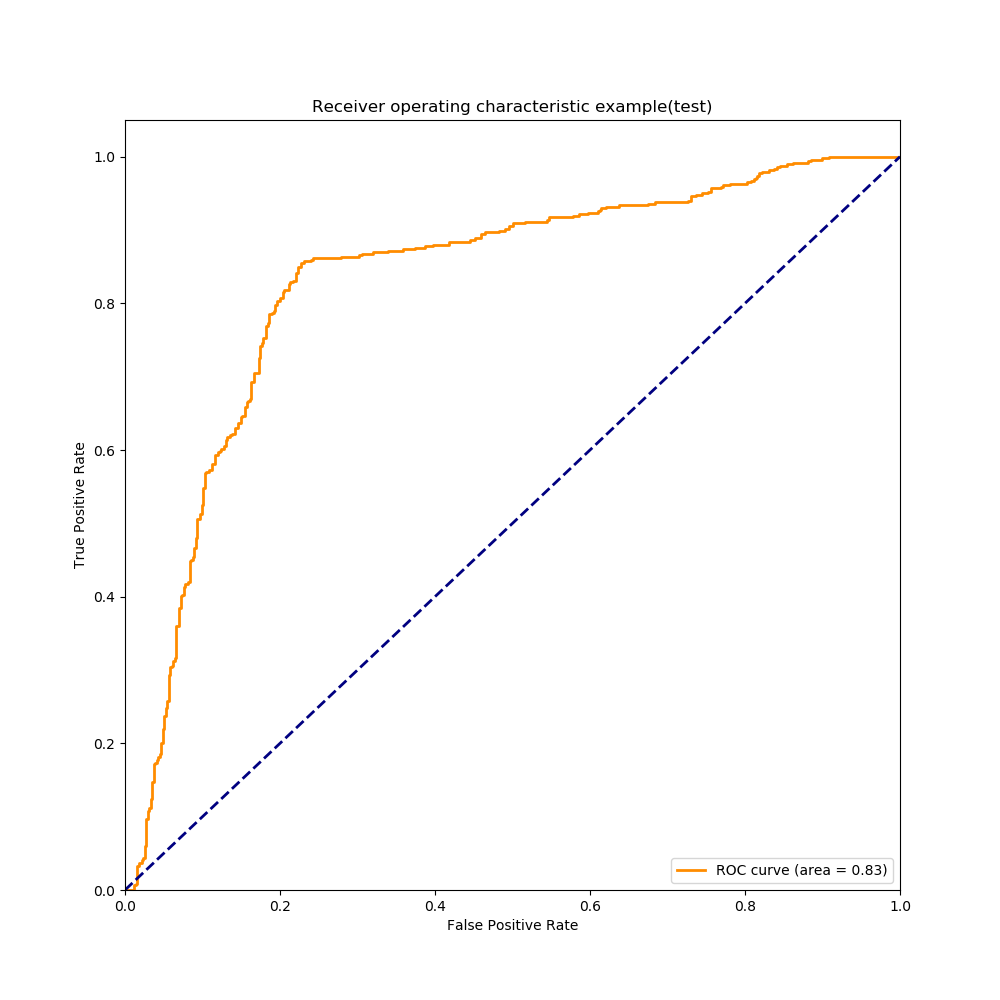 Receiver operating characteristic example(test)
1.0
0.8
0.6
0.4
0.2
0.0
True Positive Rate
0.0 0.2 0.4 0.6 0.8 1.0
False Positive Rate
ROC curve (area = 0.83)